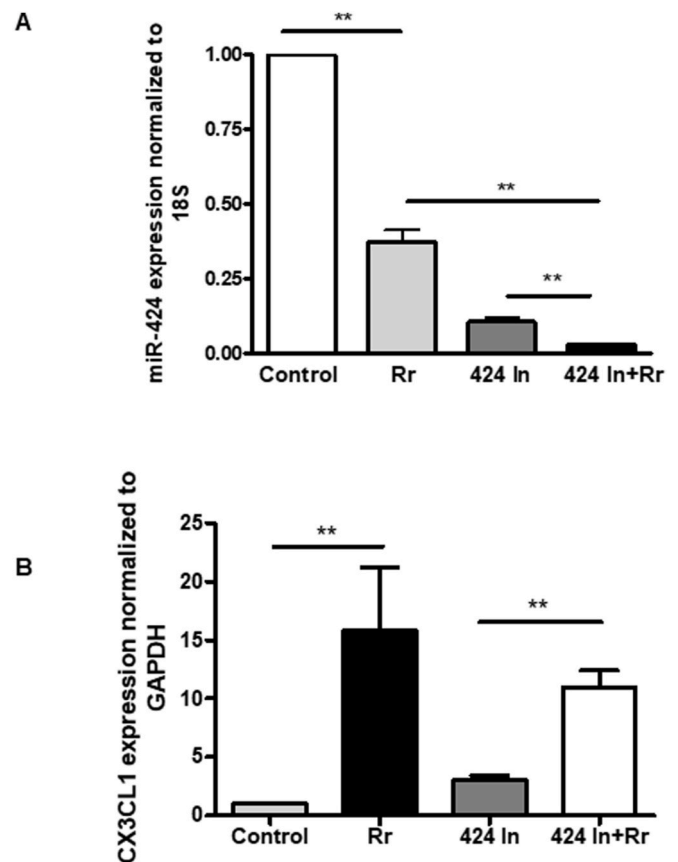 A
**
**
**
miR-424 expression normalized to
18S
1.00
0.75
0.50
0.25
0.00
Control Rr 424 In 424 In+Rr
B
**
**
CX3CL1 expression normalized to
GAPDH
25
20
15
10
5
0
Control Rr 424 In 424 In+Rr